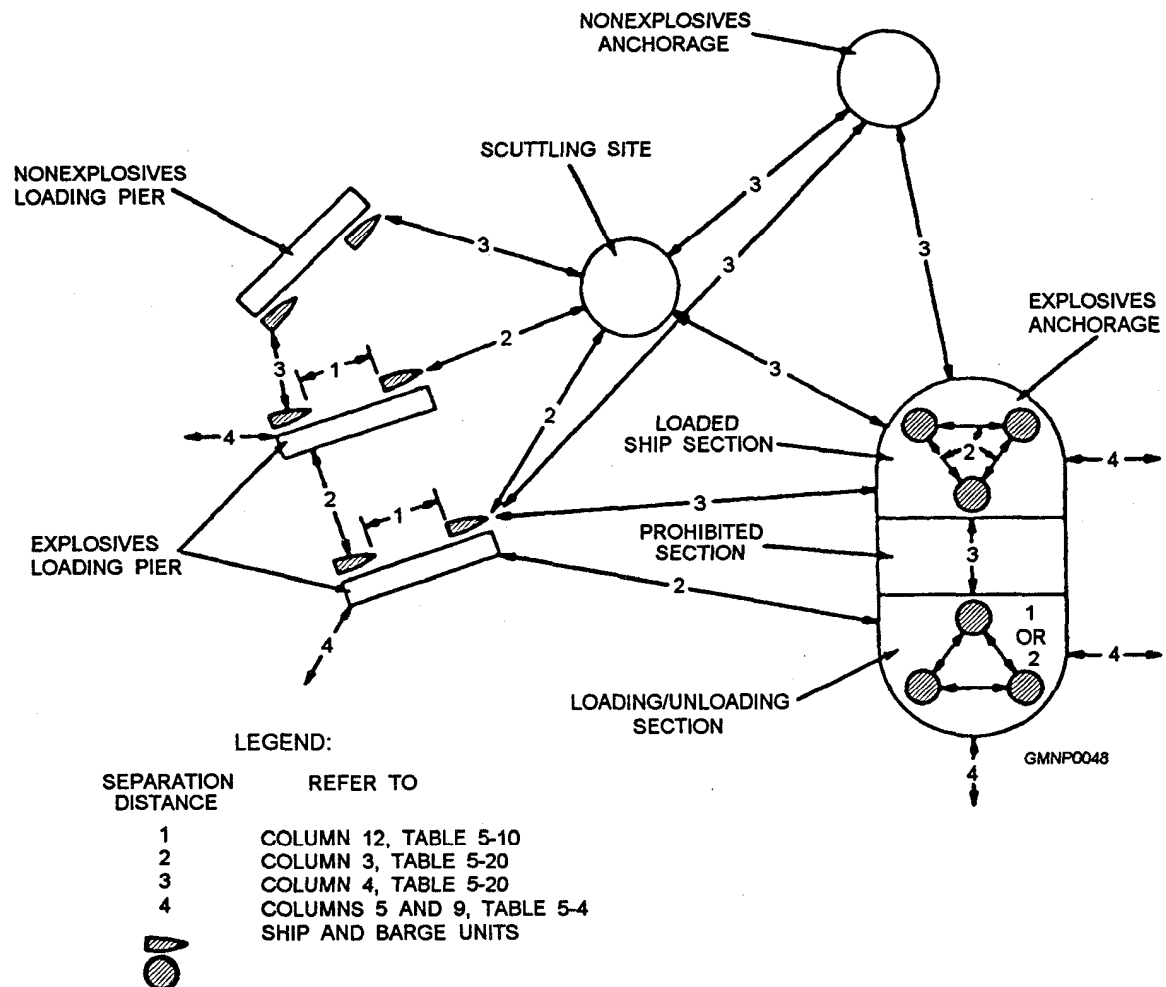 NONEXPLOSIVES
ANCHORAGE
SCUTTLING SITE
NONEXPLOSIVES
LOADING PIER
3
3
3
3
EXPLOSIVES
ANCHORAGE
2
3
1
3
LOADED
SHIP SECTION
2
4
4
2
2
1
3
PROHIBITED
SECTION
3
EXPLOSIVES
LOADING PIER
2
1
OR
2
4
4
LOADING/UNLOADING
SECTION
4
GMNP0048
LEGEND:
SEPARATION
DISTANCE
REFER TO
1 COLUMN 12, TABLE 5-10
2 COLUMN 3, TABLE 5-20
3 COLUMN 4, TABLE 5-20
4 COLUMNS 5 AND 9, TABLE 5-4
SHIP AND BARGE UNITS